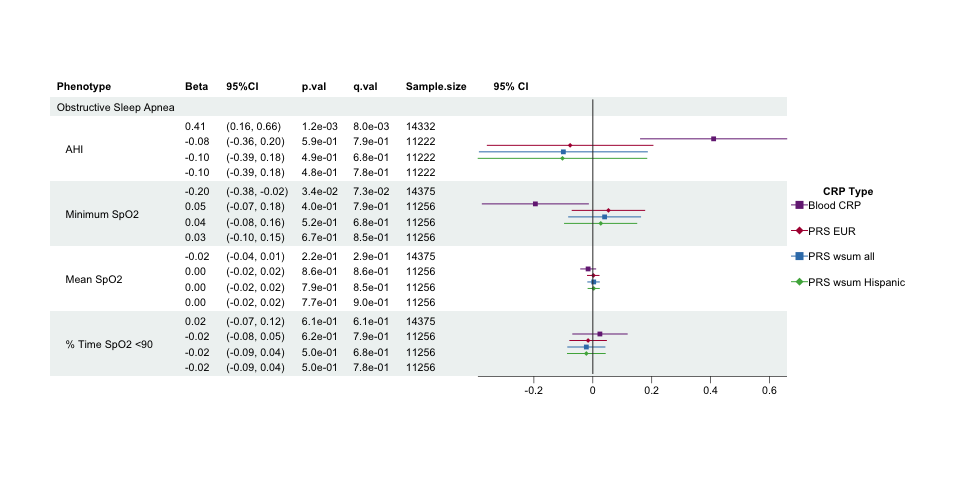 Phenotype Beta 95%CI p.val q.val Sample.size 95% CI
Obstructive Sleep Apnea
AHI
0.41 (0.16, 0.66) 1.2e-03 8.0e-03 14332
-0.08 (-0.36, 0.20) 5.9e-01 7.9e-01 11222
-0.10 (-0.39, 0.18) 4.9e-01 6.8e-01 11222
-0.10 (-0.39, 0.18) 4.8e-01 7.8e-01 11222
Minimum SpO2
-0.20 (-0.38, -0.02) 3.4e-02 7.3e-02 14375
0.05 (-0.07, 0.18) 4.0e-01 7.9e-01 11256
0.04 (-0.08, 0.16) 5.2e-01 6.8e-01 11256
0.03 (-0.10, 0.15) 6.7e-01 8.5e-01 11256
Mean SpO2
-0.02 (-0.04, 0.01) 2.2e-01 2.9e-01 14375
0.00 (-0.02, 0.02) 8.6e-01 8.6e-01 11256
0.00 (-0.02, 0.02) 7.9e-01 8.5e-01 11256
0.00 (-0.02, 0.02) 7.7e-01 9.0e-01 11256
% Time SpO2 <90
0.02 (-0.07, 0.12) 6.1e-01 6.1e-01 14375
-0.02 (-0.08, 0.05) 6.2e-01 7.9e-01 11256
-0.02 (-0.09, 0.04) 5.0e-01 6.8e-01 11256
-0.02 (-0.09, 0.04) 5.0e-01 7.8e-01 11256
-0.2 0 0.2 0.4 0.6
CRP Type
Blood CRP
PRS EUR
PRS wsum all
PRS wsum Hispanic